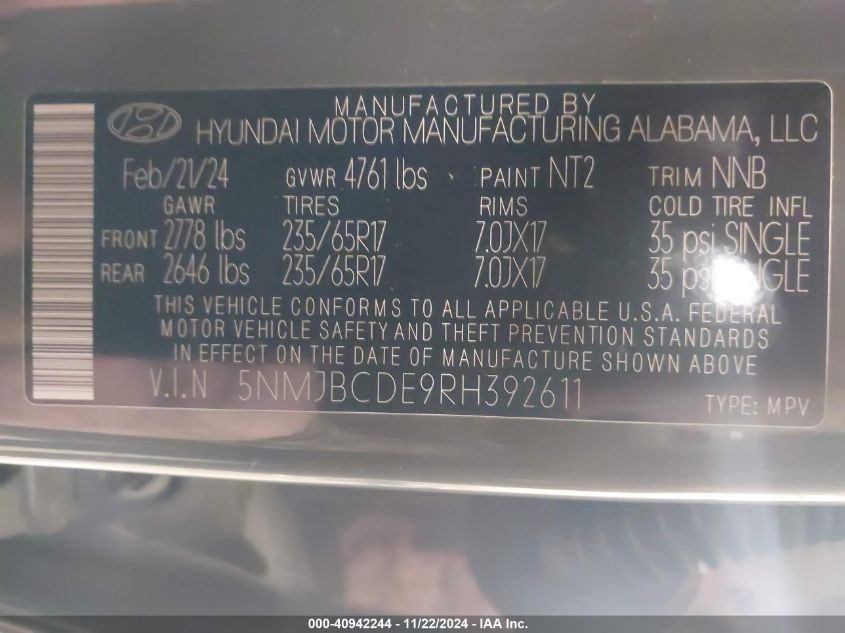 MANUFACTURED BY
HYUNDAI MOTOR MANUFACTURING ALABAMA, LLC
Feb/21/24 GVWR 4761 lbs PAINT NT2 TRIM NNB
GAWR TIRES RIMS COLD TIRE INFL
FRONT 2778 lbs 235/65R17 7.0JX17 35 psi SINGLE
REAR 2646 lbs 235/65R17 7.0JX17 35 psi SINGLE
THIS VEHICLE CONFORMS TO ALL APPLICABLE U.S.A. FEDERAL
MOTOR VEHICLE SAFETY AND THEFT PREVENTION STANDARDS
IN EFFECT ON THE DATE OF MANUFACTURE SHOWN ABOVE
V.I.N 5NMJBCDE9RH392611 TYPE: MPV
000-40942244 - 11/22/2024 - IAA Inc.